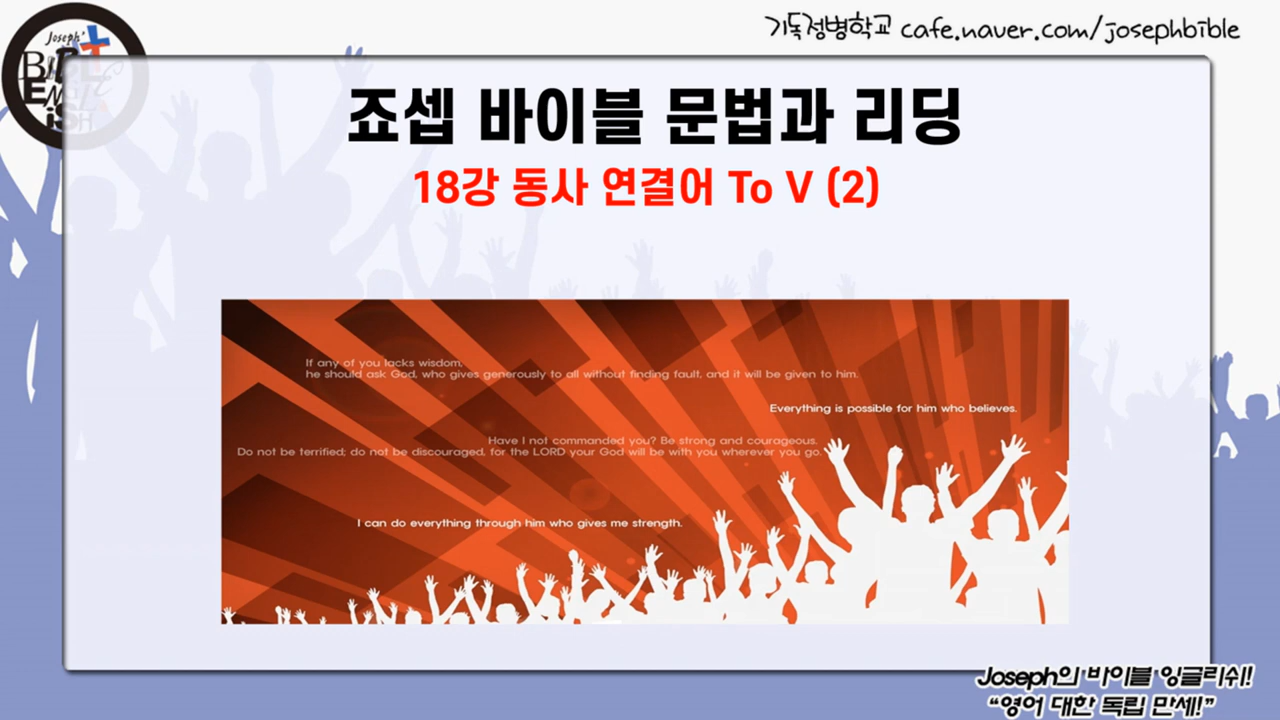 기독정병학교 cafe.naver.com/josephbible
Joseph'
BIBLE
ENGLISH
죠셉 바이블 문법과 리딩
18강 동사 연결어 To V (2)
If any of you lacks wisdom,
he should ask God, who gives generously to all without finding fault, and it will be given to him.
Everything is possible for him who believes.
Have I not commanded you? Be strong and courageous.
Do not be terrified; do not be discouraged, for the LORD your God will be with you wherever you go.
I can do everything through him who gives me strength.
Joseph의 바이블 잉글리쉬!
“영어 대한 독립 만세!”